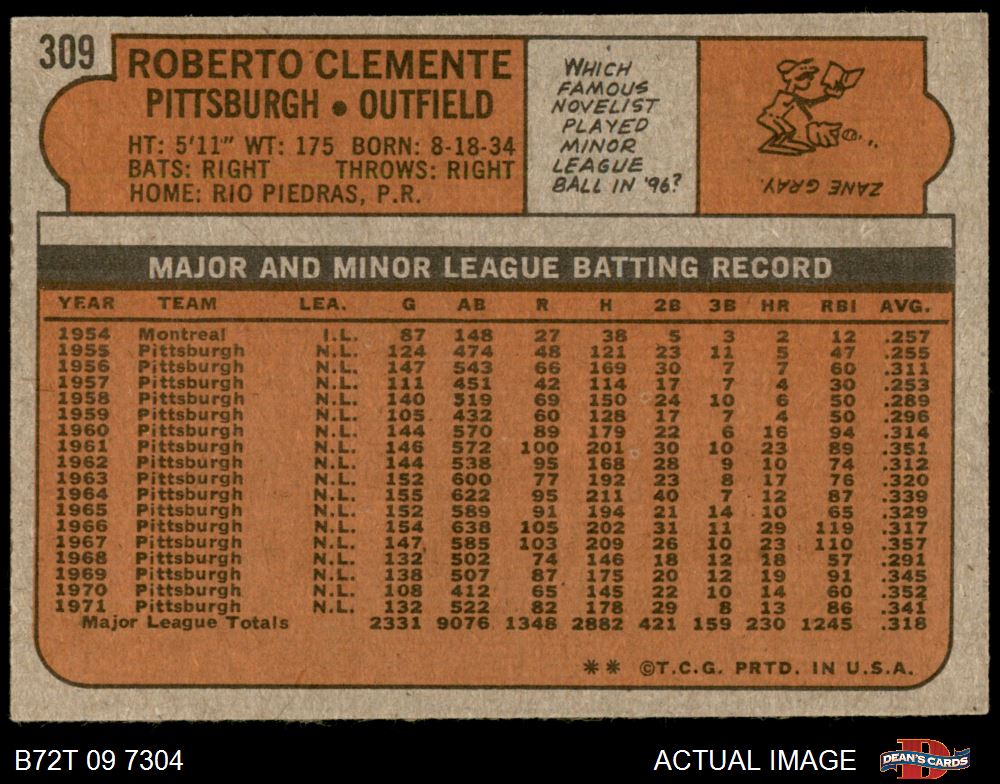 309
ROBERTO CLEMENTE
PITTSBURGH • OUTFIELD
HT: 5'11" WT: 175 BORN: 8-18-34
BATS: RIGHT THROWS: RIGHT
HOME: RIO PIEDRAS, P.R.
WHICH
FAMOUS
NOVELIST
PLAYED
MINOR
LEAGUE
BALL IN '96?
ZANE GRAY.
MAJOR AND MINOR LEAGUE BATTING RECORD
YEAR TEAM LEA. G AB R H 2B 3B HR RBI AVG.
1954 Montreal I.L. 87 148 27 38 5 3 2 12 .257
1955 Pittsburgh N.L. 124 474 48 121 23 11 5 47 .255
1956 Pittsburgh N.L. 147 543 66 169 30 7 7 60 .311
1957 Pittsburgh N.L. 111 451 42 114 17 7 4 30 .253
1958 Pittsburgh N.L. 140 519 69 150 24 10 6 50 .289
1959 Pittsburgh N.L. 105 432 60 128 17 7 4 50 .296
1960 Pittsburgh N.L. 144 570 89 179 22 6 16 94 .314
1961 Pittsburgh N.L. 146 572 100 201 30 10 23 89 .351
1962 Pittsburgh N.L. 144 538 95 168 28 9 10 74 .312
1963 Pittsburgh N.L. 152 600 77 192 23 8 17 76 .320
1964 Pittsburgh N.L. 155 622 95 211 40 7 12 87 .339
1965 Pittsburgh N.L. 152 589 91 194 21 14 10 65 .329
1966 Pittsburgh N.L. 154 638 105 202 31 11 29 119 .317
1967 Pittsburgh N.L. 147 585 103 209 26 10 23 110 .357
1968 Pittsburgh N.L. 132 502 74 146 18 12 18 57 .291
1969 Pittsburgh N.L. 138 507 87 175 20 12 19 91 .345
1970 Pittsburgh N.L. 108 412 65 145 22 10 14 60 .352
1971 Pittsburgh N.L. 132 522 82 178 29 8 13 86 .341
Major League Totals 2331 9076 1348 2882 421 159 230 1245 .318
** ©T.C.G. PRTD. IN U.S.A.
B72T 09 7304 ACTUAL IMAGE
DEAN'S CARDS